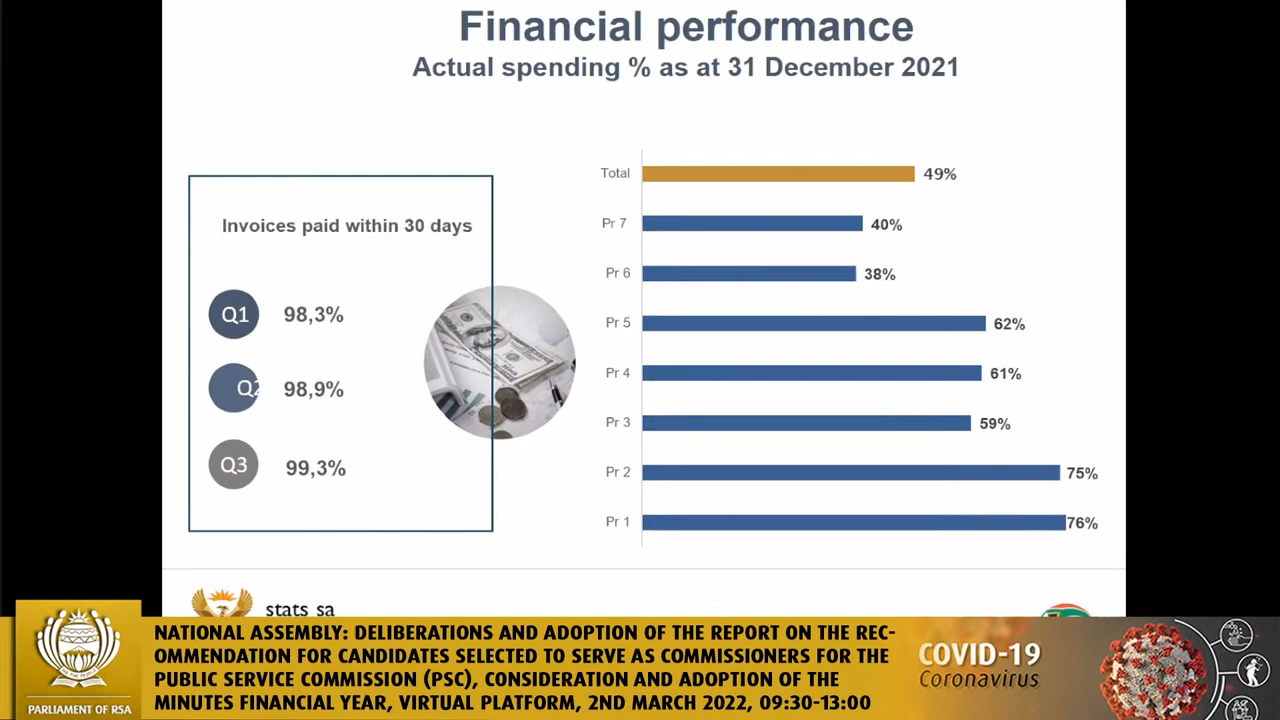 Financial performance
Actual spending % as at 31 December 2021
Invoices paid within 30 days
Q1 98,3%
Q2 98,9%
Q3 99,3%
Total 49%
Pr 7 40%
Pr 6 38%
Pr 5 62%
Pr 4 61%
Pr 3 59%
Pr 2 75%
Pr 1 76%
stats sa
PARLIAMENT OF RSA
NATIONAL ASSEMBLY: DELIBERATIONS AND ADOPTION OF THE REPORT ON THE REC-
OMMENDATION FOR CANDIDATES SELECTED TO SERVE AS COMMISSIONERS FOR THE
PUBLIC SERVICE COMMISSION (PSC), CONSIDERATION AND ADOPTION OF THE
MINUTES FINANCIAL YEAR, VIRTUAL PLATFORM, 2ND MARCH 2022, 09:30-13:00
COVID-19
Coronavirus